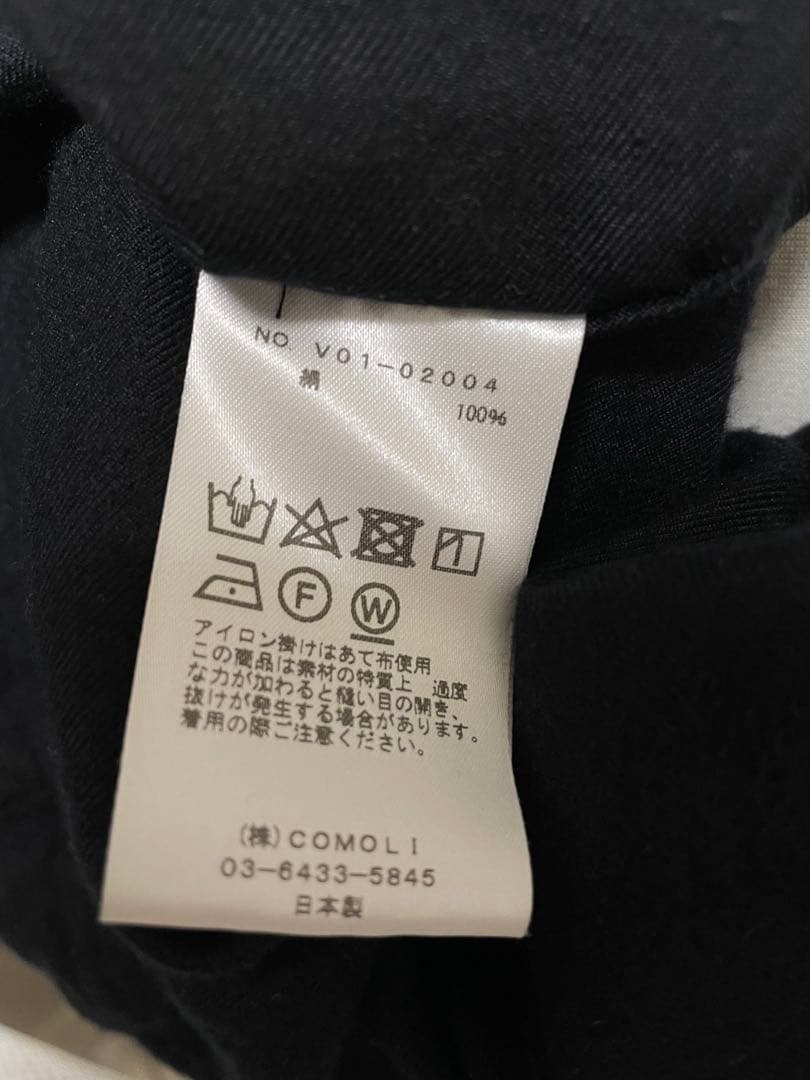 NO. V01-02004
絹 100%
F W
アイロン掛けはあて布使用
この商品は素材の特質上 過度
な力が加わると縫い目の開き、
抜けが発生する場合があります。
着用の際ご注意ください。
(株)COMOLI
03-6433-5845
日本製